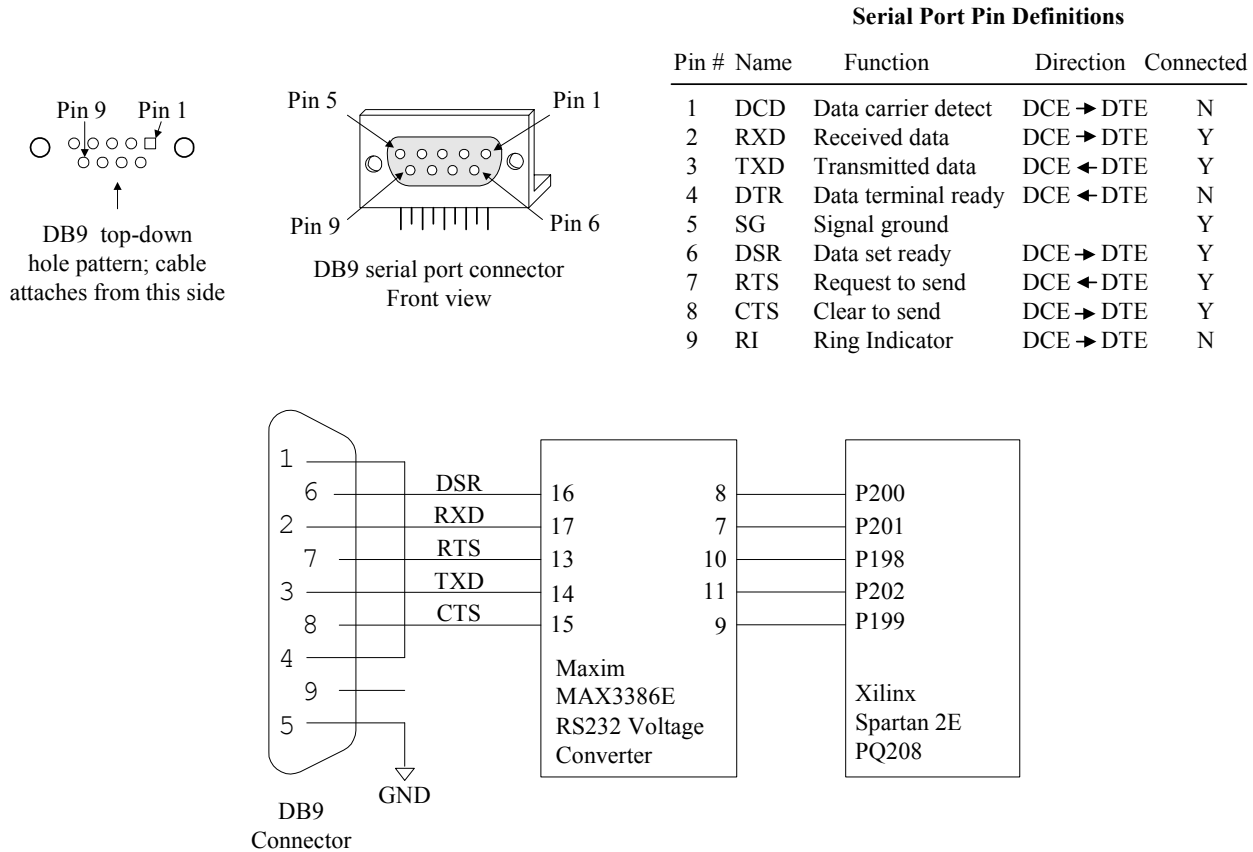 Serial Port Pin Definitions
Pin # Name Function Direction Connected
1 DCD Data carrier detect DCE → DTE N
2 RXD Received data DCE → DTE Y
3 TXD Transmitted data DCE ← DTE Y
4 DTR Data terminal ready DCE ← DTE N
5 SG Signal ground Y
6 DSR Data set ready DCE → DTE Y
7 RTS Request to send DCE ← DTE Y
8 CTS Clear to send DCE → DTE Y
9 RI Ring Indicator DCE → DTE N
Pin 9 Pin 1
DB9 top-down
hole pattern; cable
attaches from this side
Pin 5 Pin 1
Pin 9 Pin 6
DB9 serial port connector
Front view
1
6 DSR 16 8 P200
2 RXD 17 7 P201
7 RTS 13 10 P198
3 TXD 14 11 P202
8 CTS 15 9 P199
4
9
5
GND
DB9
Connector
Maxim
MAX3386E
RS232 Voltage
Converter
Xilinx
Spartan 2E
PQ208